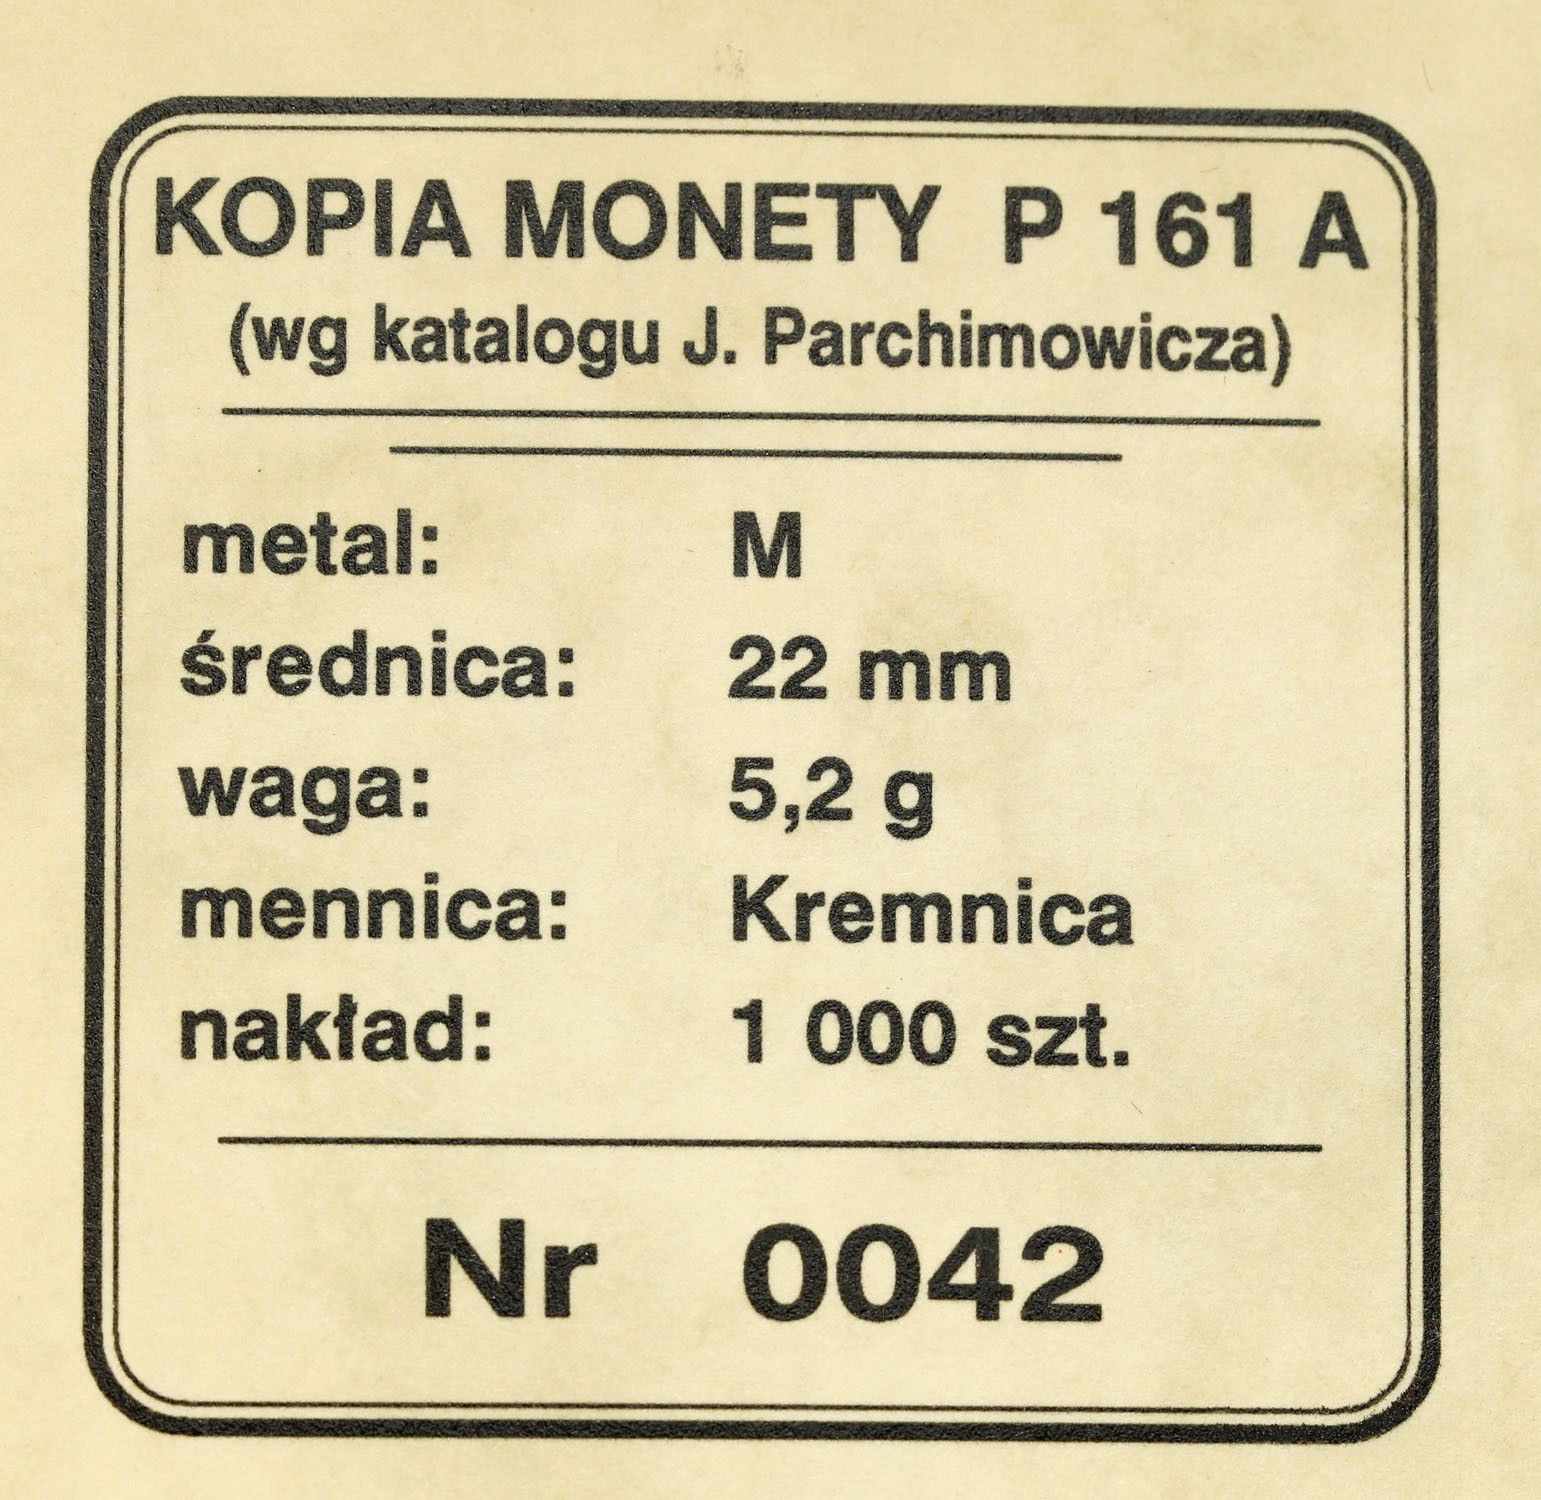 KOPIA MONETY P 161 A
(wg katalogu J. Parchimowicza)
metal: M
średnica: 22 mm
waga: 5,2 g
mennica: Kremnica
nakład: 1 000 szt.
Nr 0042